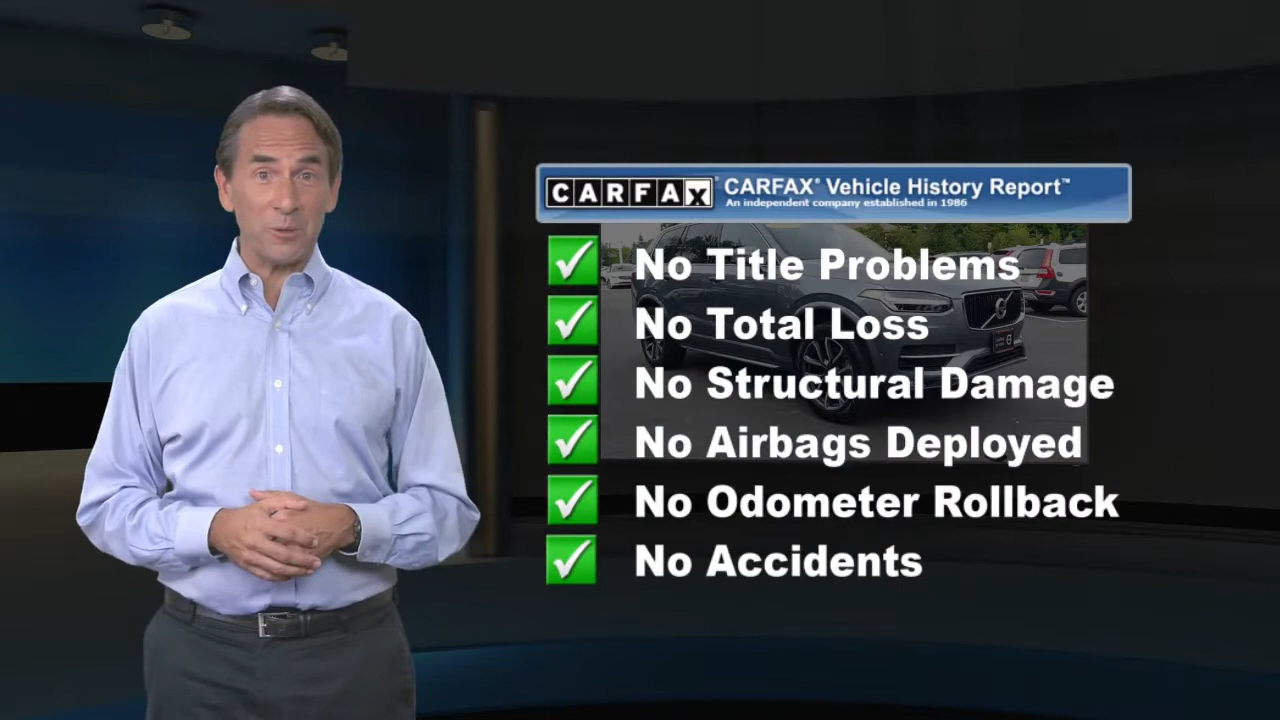 CARFAX® CARFAX® Vehicle History Report™
An independent company established in 1986
No Title Problems
No Total Loss
No Structural Damage
No Airbags Deployed
No Odometer Rollback
No Accidents